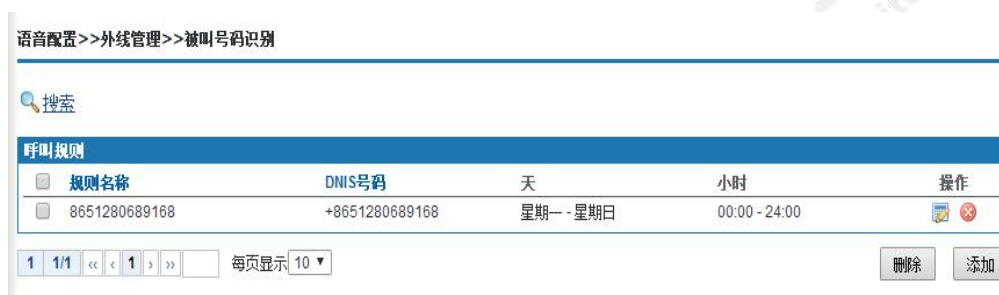 语音配置>>外线管理>>被叫号码识别
搜索
呼叫规则
规则名称 DNIS号码 天 小时 操作
8651280689168 +8651280689168 星期一 - 星期日 00:00 - 24:00
1 1/1 « ‹ 1 › » 每页显示 10 ▼ 删除 添加